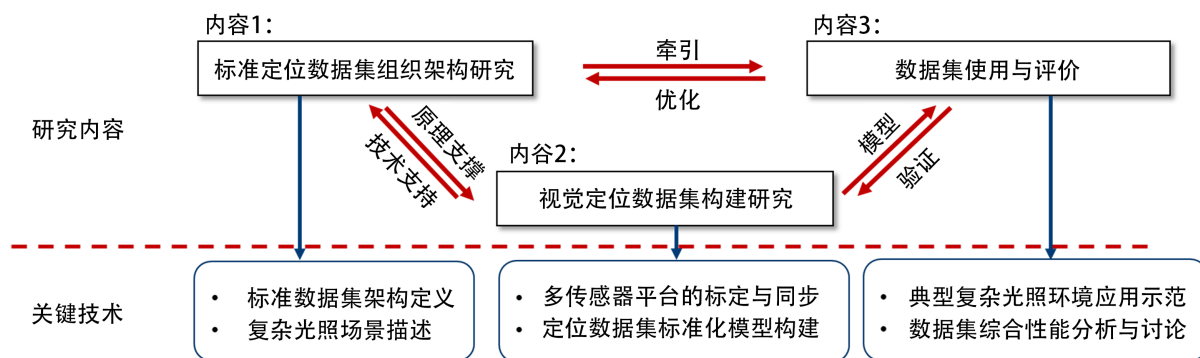 内容1：
标准定位数据集组织架构研究
牵引
优化
内容3：
数据集使用与评价
研究内容
原理支撑
技术支持
内谷2：
视觉定位数据集构建研究
模型
验证
关键技术
• 标准数据集架构定义
• 复杂光照场景描述
• 多传感器平台的标定与同步
• 定位数据集标准化模型构建
• 典型复杂光照环境应用示范
• 数据集综合性能分析与讨论